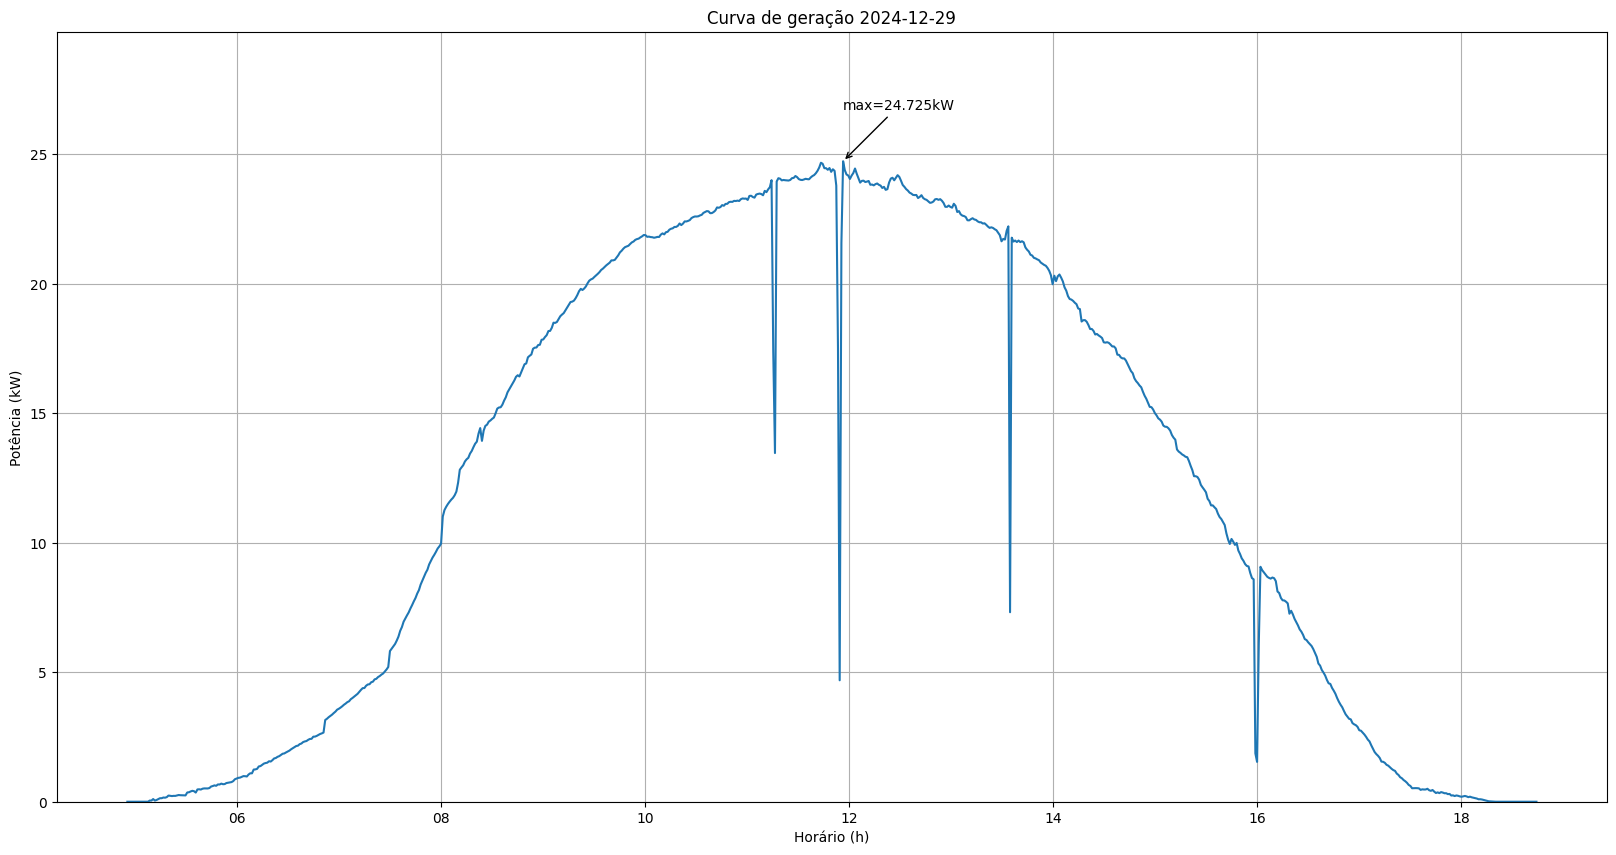 Curva de geração 2024-12-29
max=24.725kW
Potência (kW)
25
20
15
10
5
0
06 08 10 12 14 16 18
Horário (h)